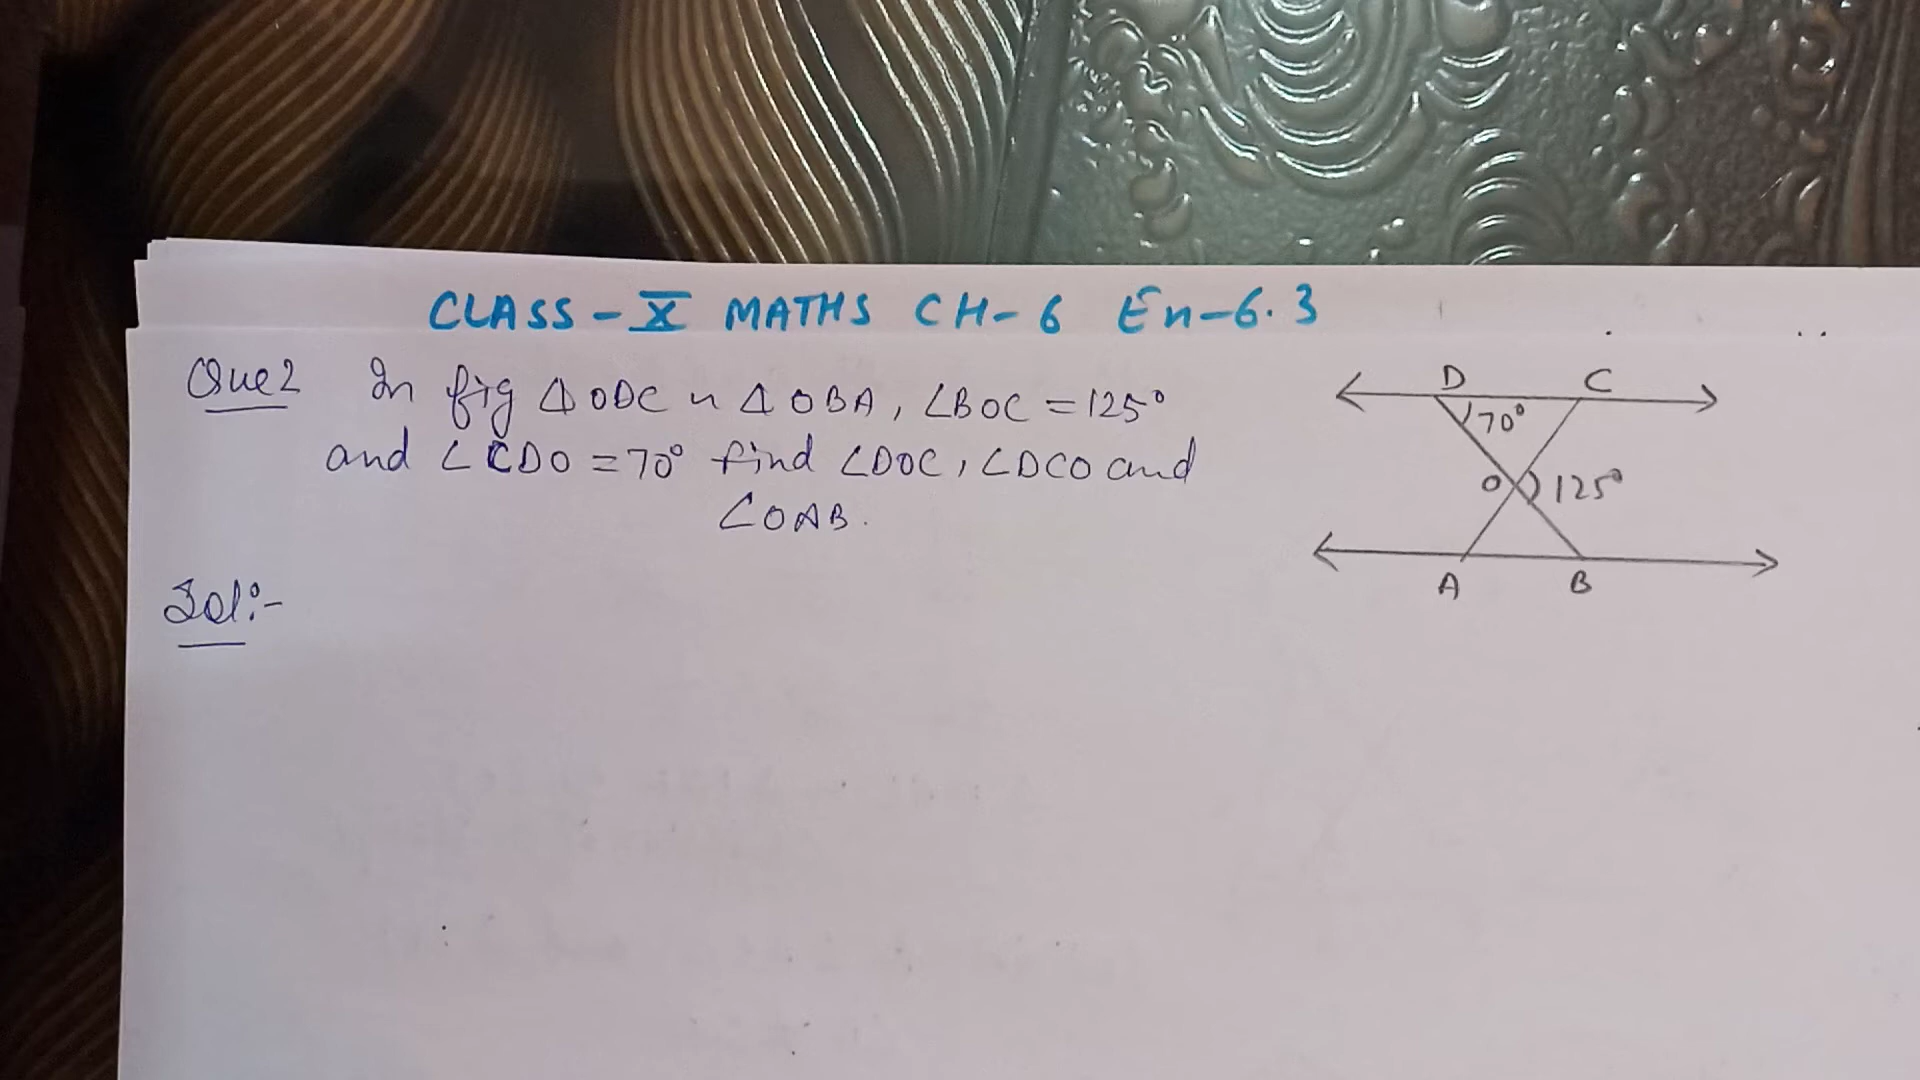 CLASS-X MATHS CH-6 Ex-6.3
Que2 In fig △ODC ~ △OBA, ∠BOC = 125°
and ∠CDO = 70° find ∠DOC, ∠DCO and
∠OAB.
Sol:-
D C
70°
O 125°
A B